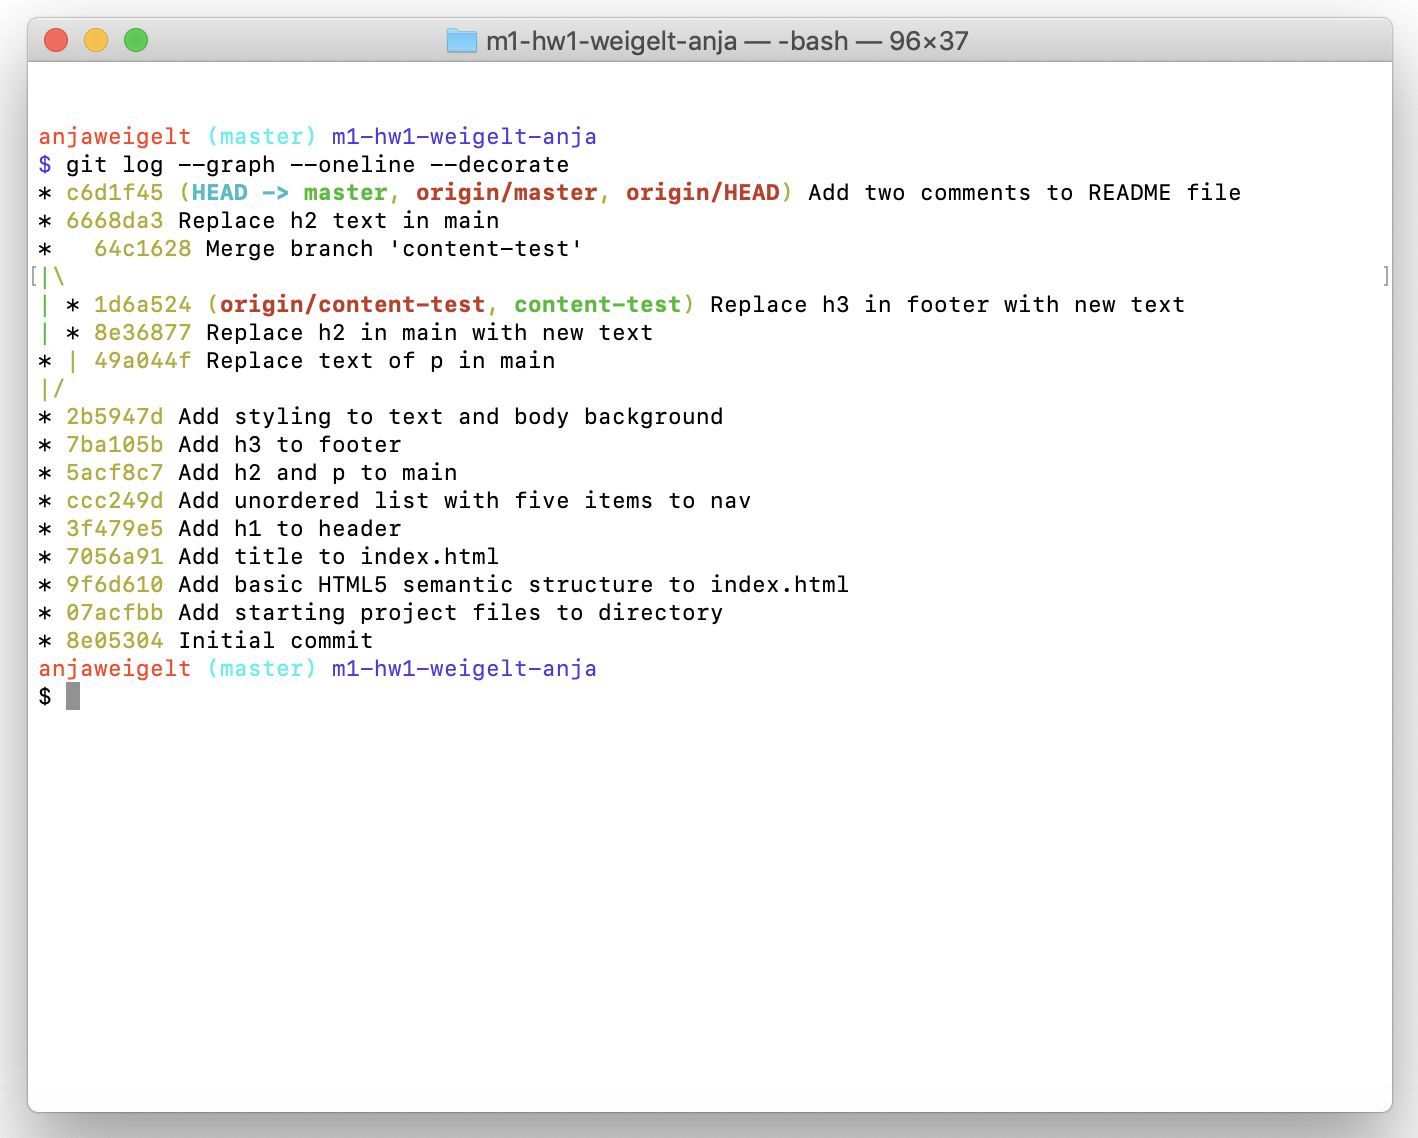 m1-hw1-weigelt-anja — -bash — 96×37
anjaweigelt (master) m1-hw1-weigelt-anja
$ git log --graph --oneline --decorate
* c6d1f45 (HEAD -> master, origin/master, origin/HEAD) Add two comments to README file
* 6668da3 Replace h2 text in main
*   64c1628 Merge branch 'content-test'
[|\ ]
| * 1d6a524 (origin/content-test, content-test) Replace h3 in footer with new text
| * 8e36877 Replace h2 in main with new text
* | 49a044f Replace text of p in main
|/
* 2b5947d Add styling to text and body background
* 7ba105b Add h3 to footer
* 5acf8c7 Add h2 and p to main
* ccc249d Add unordered list with five items to nav
* 3f479e5 Add h1 to header
* 7056a91 Add title to index.html
* 9f6d610 Add basic HTML5 semantic structure to index.html
* 07acfbb Add starting project files to directory
* 8e05304 Initial commit
anjaweigelt (master) m1-hw1-weigelt-anja
$